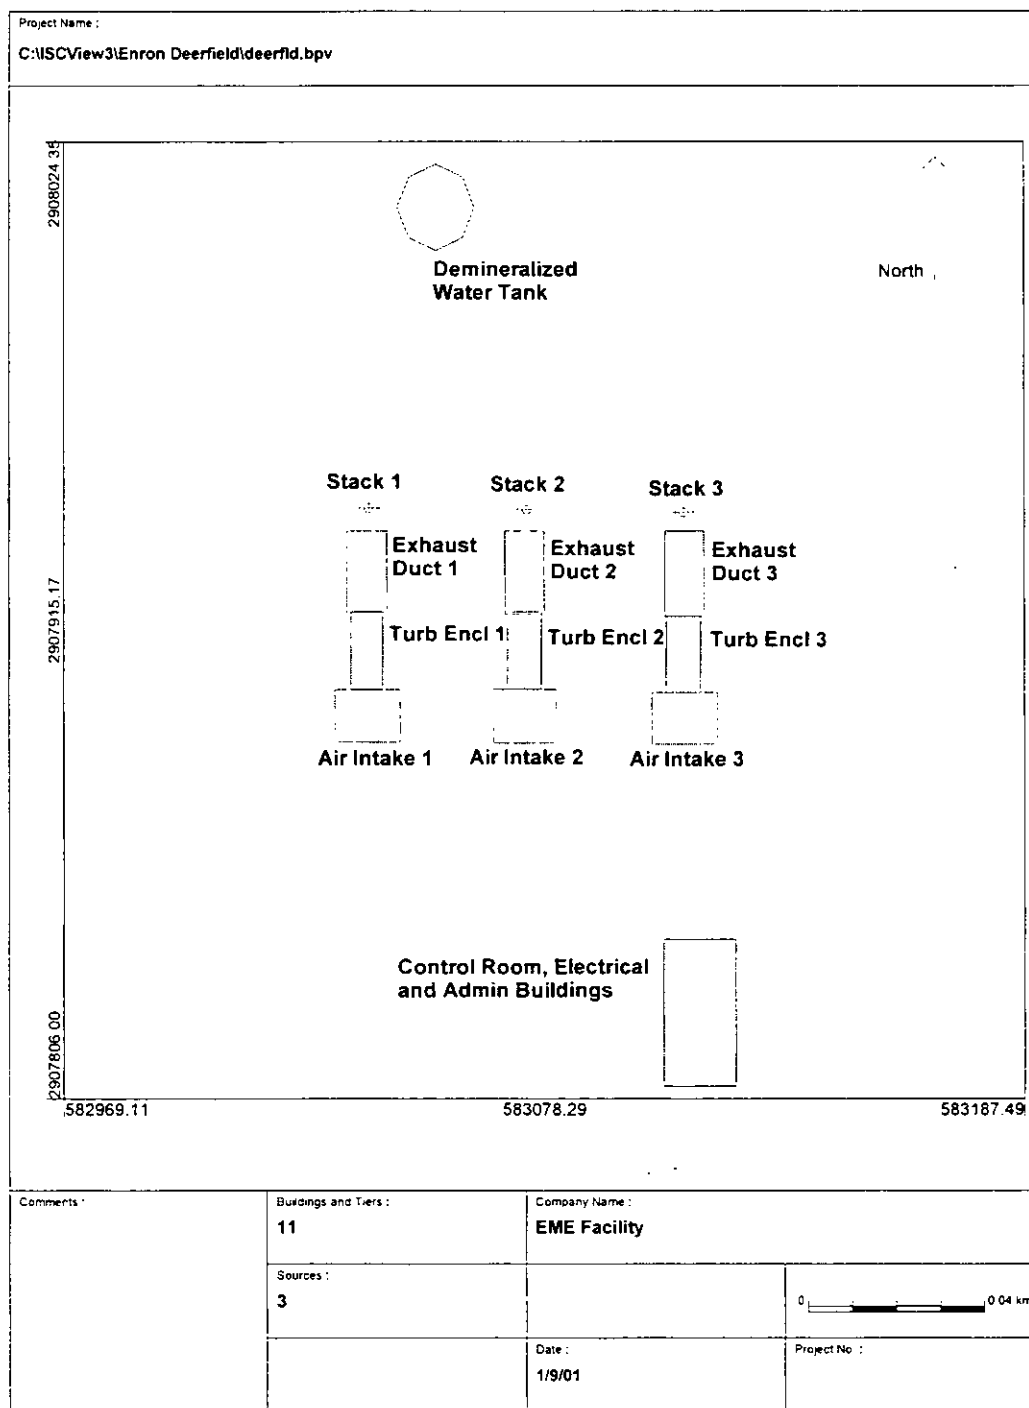 Project Name :
C:\ISCView3\Enron Deerfield\deerfld.bpv
2908024 35
Demineralized
Water Tank
North
Stack 1
Stack 2
Stack 3
Exhaust
Duct 1
Exhaust
Duct 2
Exhaust
Duct 3
2907915.17
Turb Encl 1
Turb Encl 2
Turb Encl 3
Air Intake 1
Air Intake 2
Air Intake 3
Control Room, Electrical
and Admin Buildings
2907806 00
582969.11
583078.29
583187.49
Comments :
Buildings and Tiers :
11
Company Name :
EME Facility
Sources :
3
0
0 04 km
Date :
1/9/01
Project No :